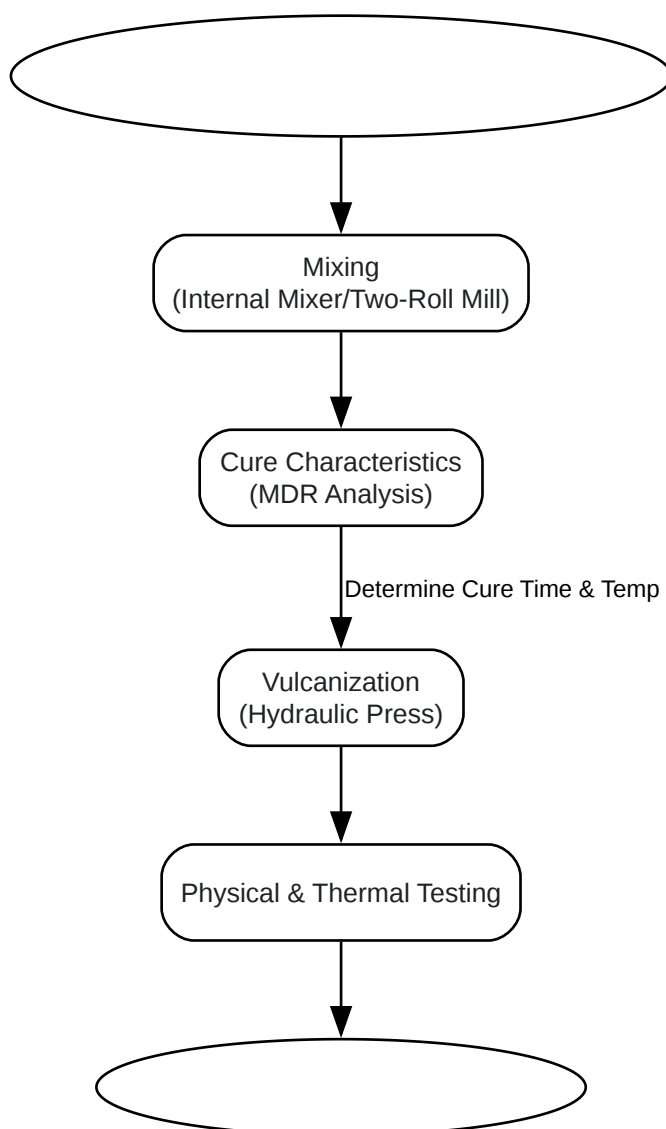 Mixing
(Internal Mixer/Two-Roll Mill)
Cure Characteristics
(MDR Analysis)
Determine Cure Time & Temp
Vulcanization
(Hydraulic Press)
Physical & Thermal Testing